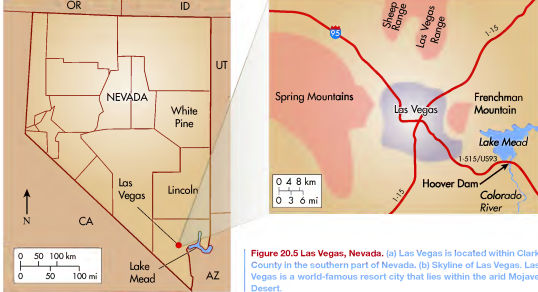 OR
ID
UT
NEVADA
White
Pine
Las
Vegas
Lincoln
N
CA
Lake
Mead
AZ
0 50 100 km
0 50 100 mi
Sheep
Range
Las Vegas
Range
95
I-15
Spring Mountains
Las Vegas
Frenchman
Mountain
Lake Mead
1-515/US93
Hoover Dam
Colorado
River
I-15
0 4 8 km
0 3 6 mi
Figure 20.5 Las Vegas, Nevada. (a) Las Vegas is located within Clark
County in the southern part of Nevada. (b) Skyline of Las Vegas. Las
Vegas is a world-famous resort city that lies within the arid Mojave
Desert.